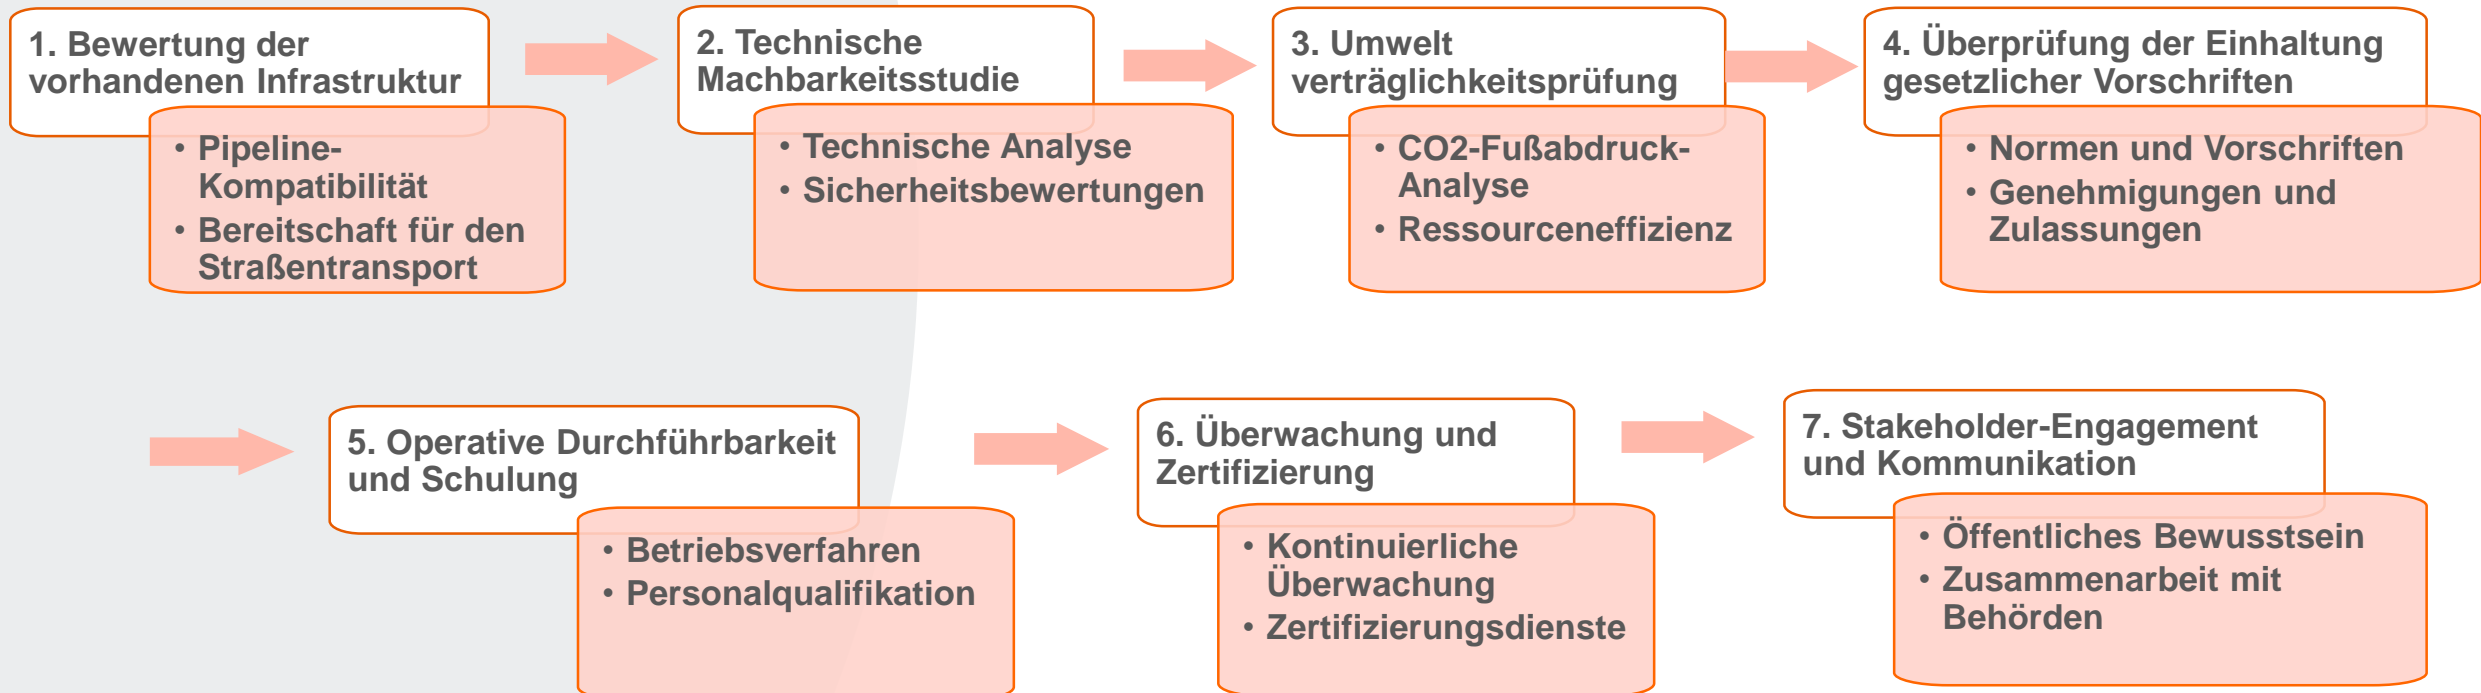 1. Bewertung der
vorhandenen Infrastruktur
• Pipeline-
Kompatibilität
• Bereitschaft für den
Straßentransport
2. Technische
Machbarkeitsstudie
• Technische Analyse
• Sicherheitsbewertungen
3. Umwelt
verträglichkeitsprüfung
• CO2-Fußabdruck-
Analyse
• Ressourceneffizienz
4. Überprüfung der Einhaltung
gesetzlicher Vorschriften
• Normen und Vorschriften
• Genehmigungen und
Zulassungen
5. Operative Durchführbarkeit
und Schulung
• Betriebsverfahren
• Personalqualifikation
6. Überwachung und
Zertifizierung
• Kontinuierliche
Überwachung
• Zertifizierungsdienste
7. Stakeholder-Engagement
und Kommunikation
• Öffentliches Bewusstsein
• Zusammenarbeit mit
Behörden